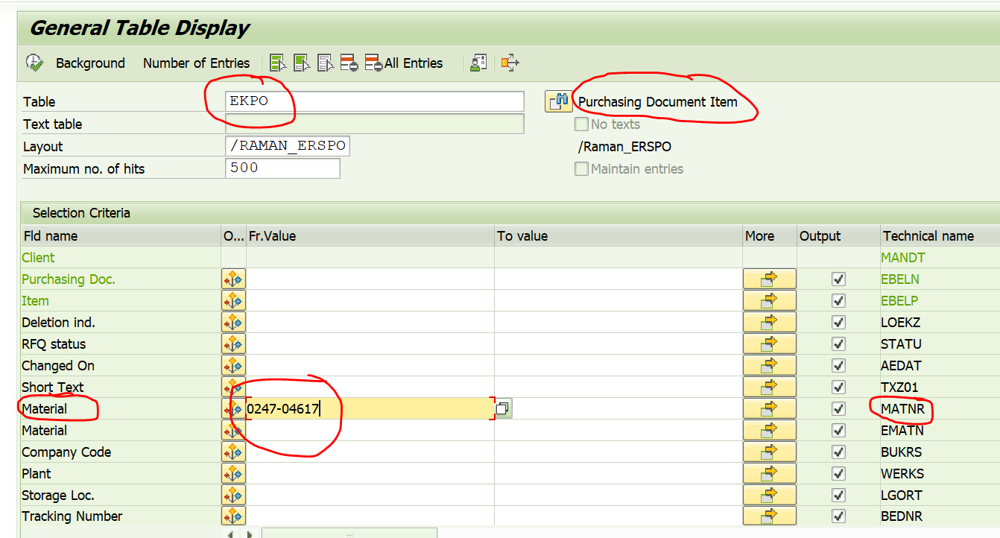 General Table Display
Background Number of Entries All Entries
Table EKPO Purchasing Document Item
Text table No texts
Layout /RAMAN_ERSPO /Raman_ERSPO
Maximum no. of hits 500 Maintain entries
Selection Criteria
Fld name O... Fr.Value To value More Output Technical name
Client MANDT
Purchasing Doc. EBELN
Item EBELP
Deletion ind. LOEKZ
RFQ status STATU
Changed On AEDAT
Short Text TXZ01
Material 0247-04617 MATNR
Material EMATN
Company Code BUKRS
Plant WERKS
Storage Loc. LGORT
Tracking Number BEDNR